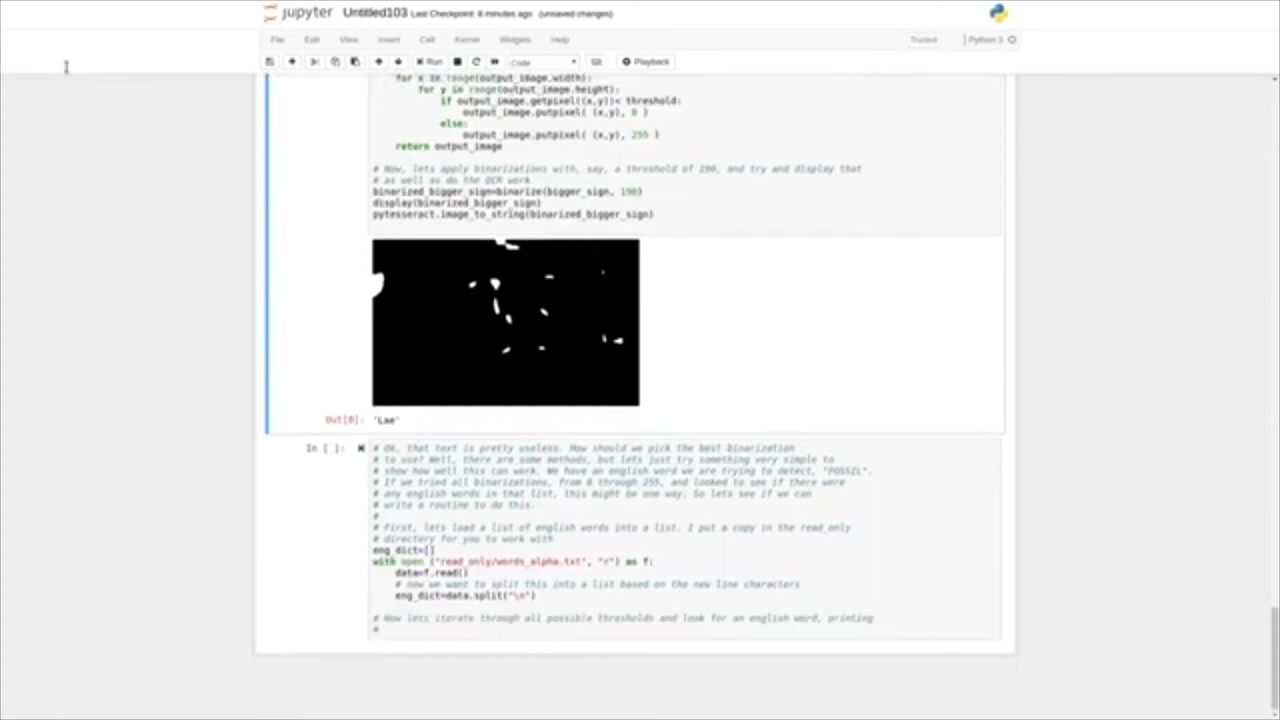 jupyter Untitled103 Last Checkpoint: 8 minutes ago (unsaved changes)
File Edit View Insert Cell Kernel Widgets Help Trusted Python 3
Run Code Playback
for x in range(output_image.width):
for y in range(output_image.height):
if output_image.getpixel((x,y))< threshold:
output_image.putpixel( (x,y), 0 )
else:
output_image.putpixel( (x,y), 255 )
return output_image
# Now, lets apply binarizations with, say, a threshold of 190, and try and display that
# as well as do the OCR work
binarized_bigger_sign=binarize(bigger_sign, 190)
display(binarized_bigger_sign)
pytesseract.image_to_string(binarized_bigger_sign)
Out[8]: 'Lae'
In [ ]: # OK, that text is pretty useless. How should we pick the best binarization
# to use? Well, there are some methods, but lets just try something very simple to
# show how well this can work. We have an english word we are trying to detect, "FOSSIL".
# If we tried all binarizations, from 0 through 255, and looked to see if there were
# any english words in that list, this might be one way. So lets see if we can
# write a routine to do this.
#
# First, lets load a list of english words into a list. I put a copy in the read_only
# directory for you to work with
eng_dict=[]
with open ("read_only/words_alpha.txt", "r") as f:
data=f.read()
# now we want to split this into a list based on the new line characters
eng_dict=data.split("\n")
# Now lets iterate through all possible thresholds and look for an english word, printing
#